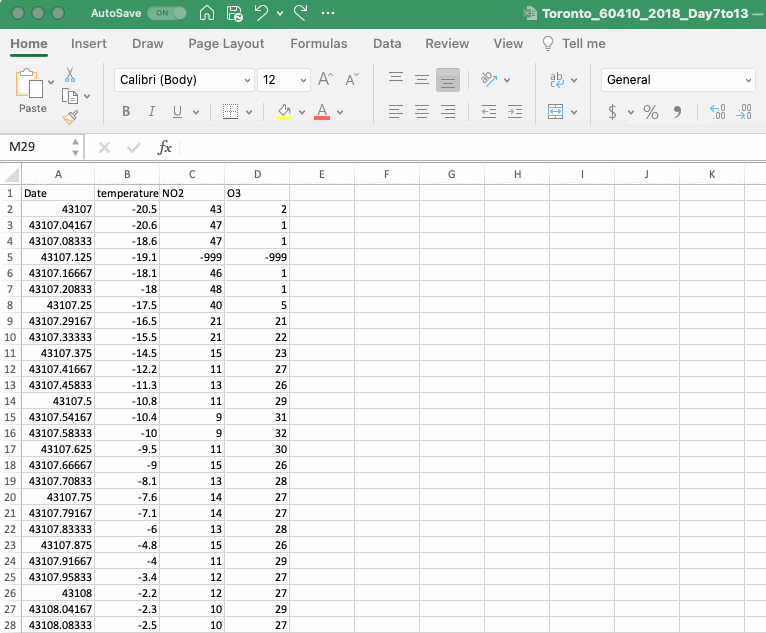 AutoSave ON Toronto_60410_2018_Day7to13
Home Insert Draw Page Layout Formulas Data Review View Tell me
Paste Calibri (Body) 12 A A ab General
B I U A $ % .00
M29 fx
A B C D E F G H I J K
1 Date temperature NO2 O3
2 43107 -20.5 43 2
3 43107.04167 -20.6 47 1
4 43107.08333 -18.6 47 1
5 43107.125 -19.1 -999 -999
6 43107.16667 -18.1 46 1
7 43107.20833 -18 48 1
8 43107.25 -17.5 40 5
9 43107.29167 -16.5 21 21
10 43107.33333 -15.5 21 22
11 43107.375 -14.5 15 23
12 43107.41667 -12.2 11 27
13 43107.45833 -11.3 13 26
14 43107.5 -10.8 11 29
15 43107.54167 -10.4 9 31
16 43107.58333 -10 9 32
17 43107.625 -9.5 11 30
18 43107.66667 -9 15 26
19 43107.70833 -8.1 13 28
20 43107.75 -7.6 14 27
21 43107.79167 -7.1 14 27
22 43107.83333 -6 13 28
23 43107.875 -4.8 15 26
24 43107.91667 -4 11 29
25 43107.95833 -3.4 12 27
26 43108 -2.2 12 27
27 43108.04167 -2.3 10 29
28 43108.08333 -2.5 10 27